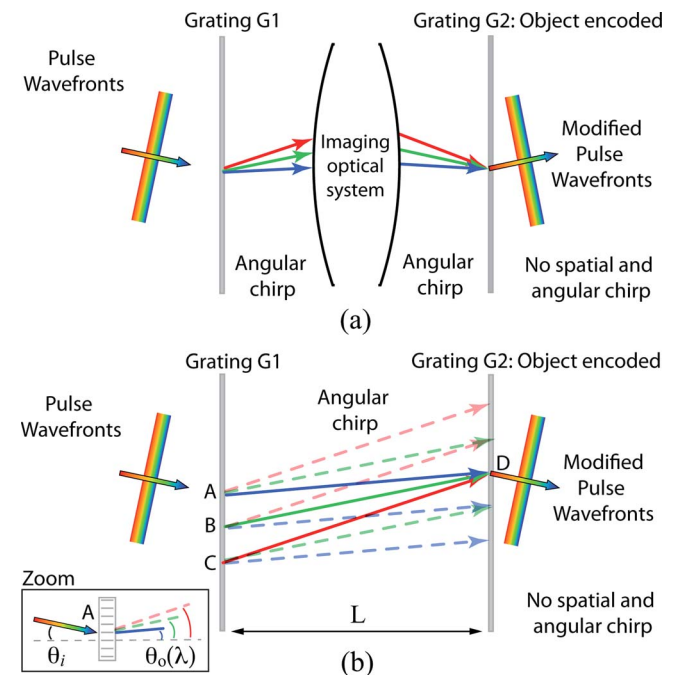 Grating G1
Grating G2: Object encoded
Pulse
Wavefronts
Imaging
optical
system
Modified
Pulse
Wavefronts
Angular
chirp
Angular
chirp
No spatial and
angular chirp
(a)
Grating G1
Grating G2: Object encoded
Pulse
Wavefronts
Angular
chirp
A
B
C
D
Modified
Pulse
Wavefronts
Zoom
A
θi
θo(λ)
L
No spatial and
angular chirp
(b)